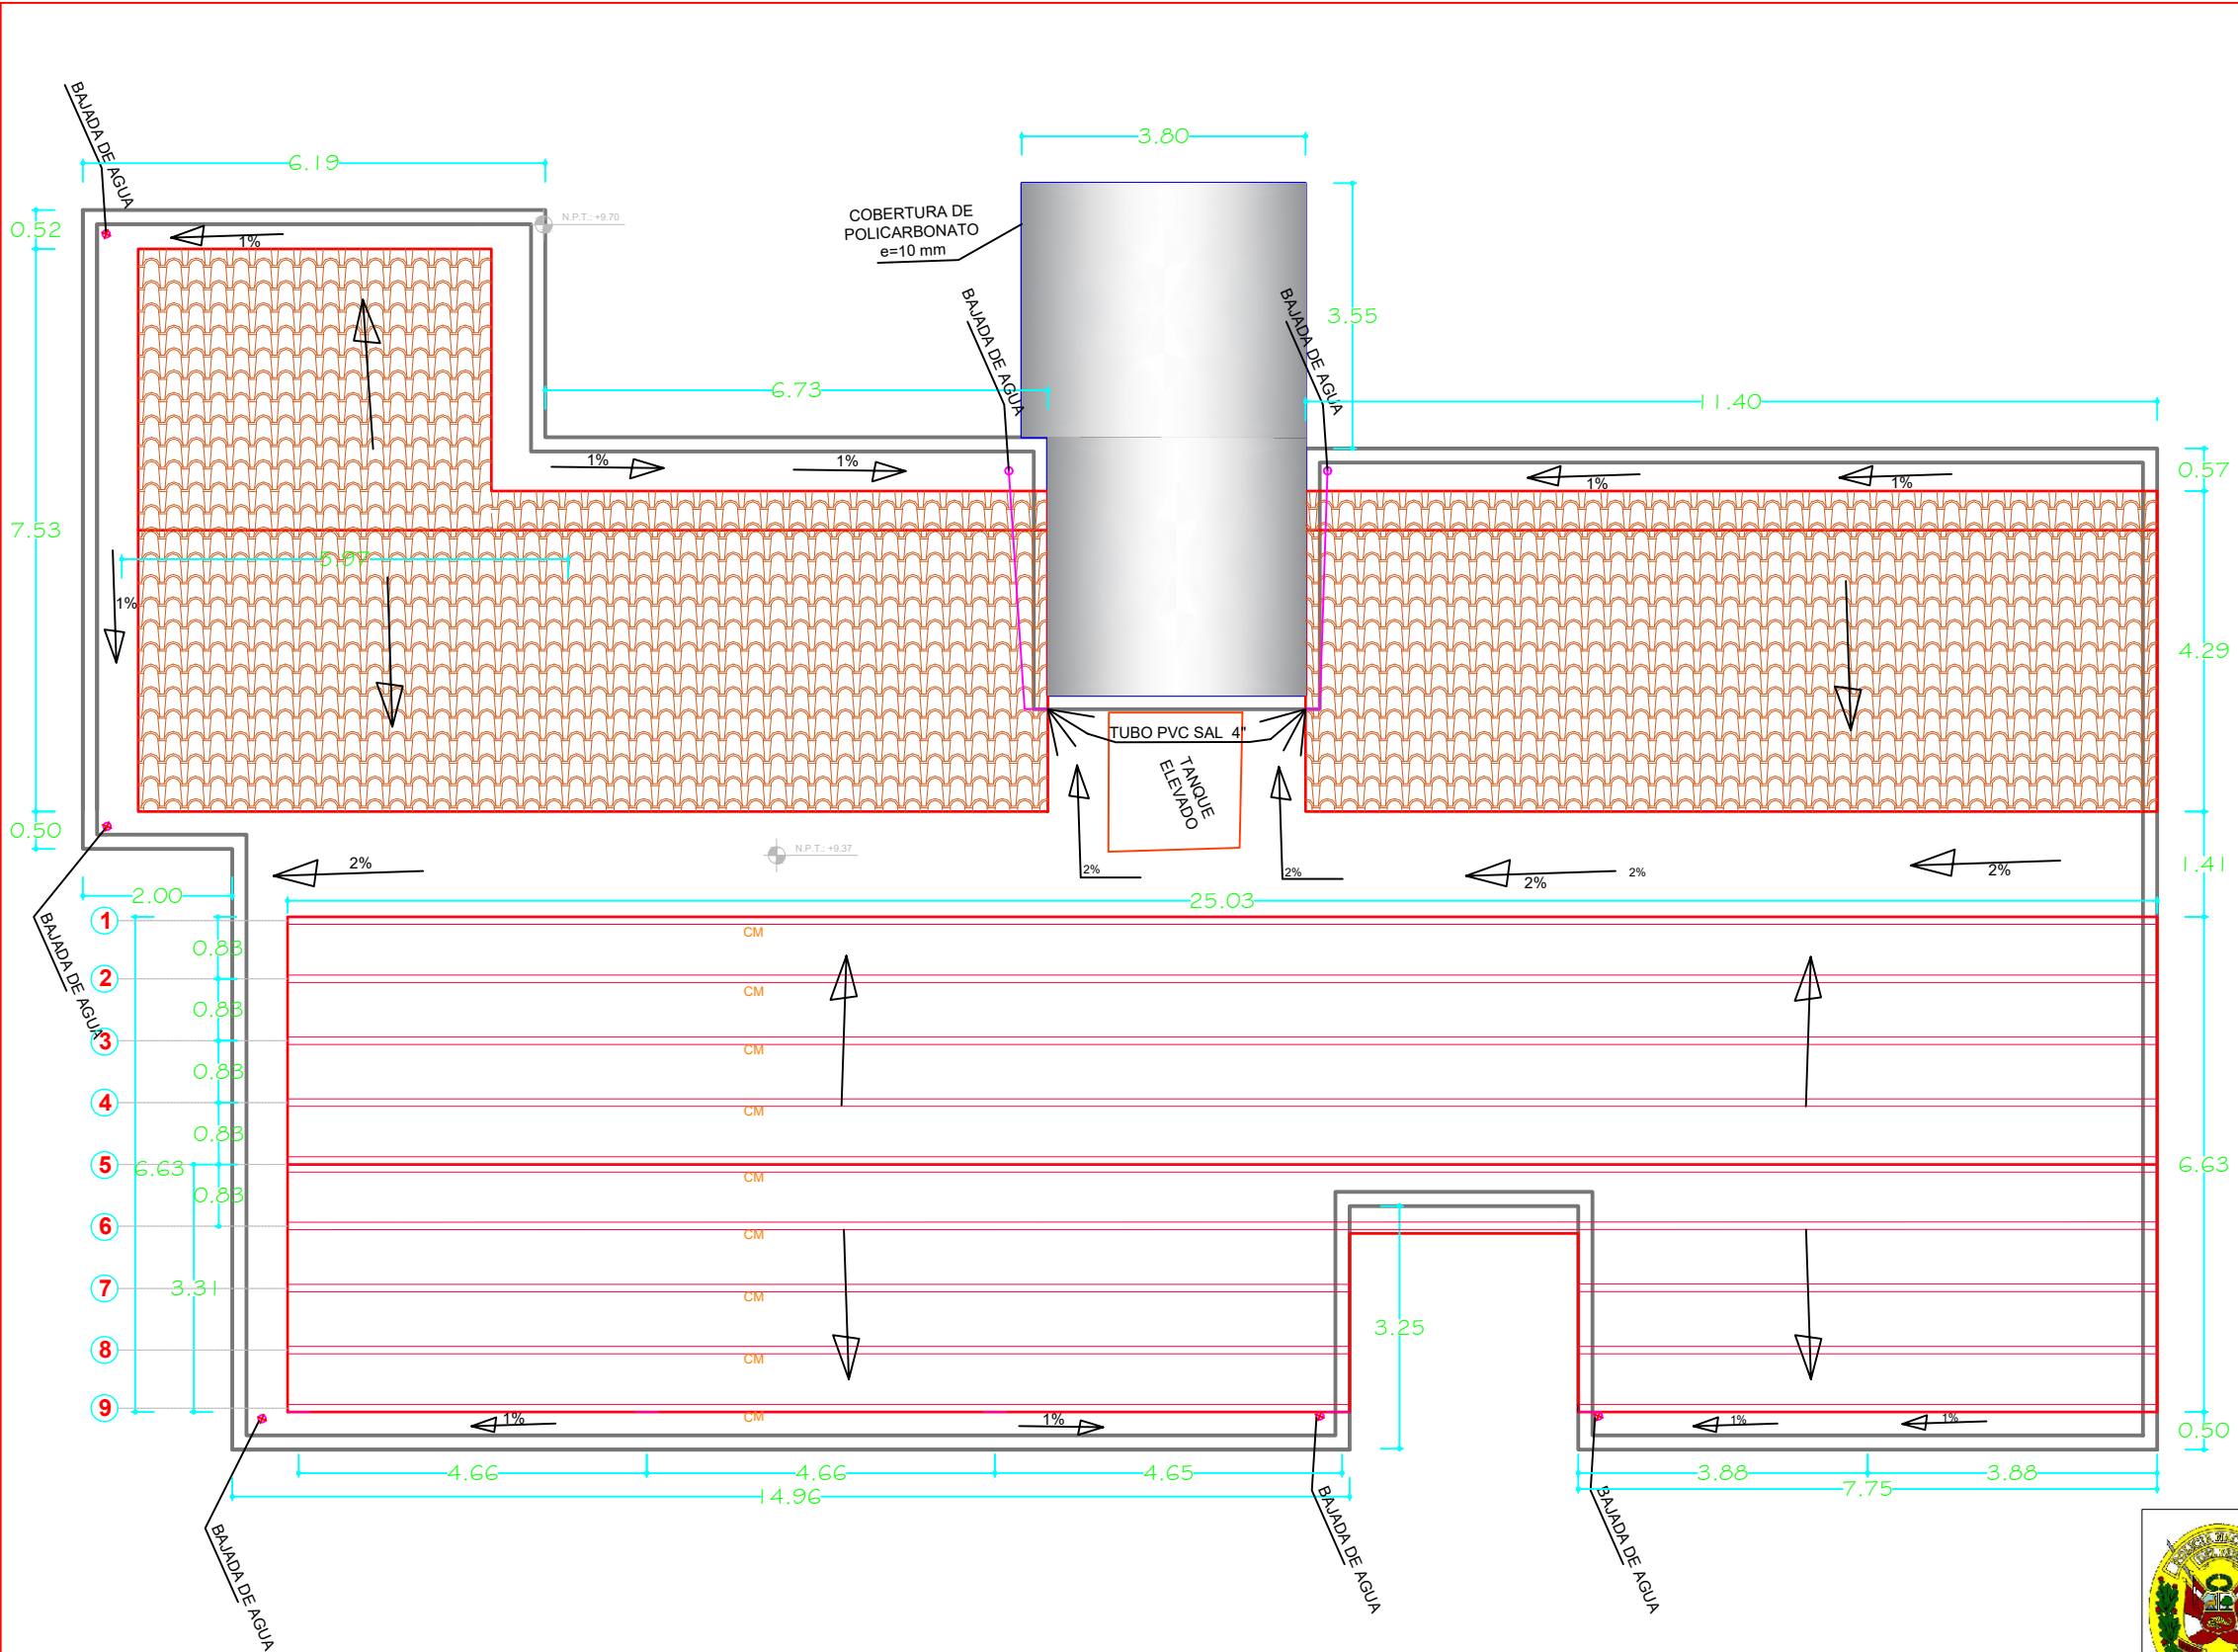 BAJADA DE AGUA
6.19
3.80
0.52
1%
N.P.T.: +9.70
COBERTURA DE
POLICARBONATO
e=10 mm
BAJADA DE AGUA
BAJADA DE AGUA
3.55
6.73
11.40
1%
1%
1%
1%
0.57
7.53
5.97
1%
4.29
TUBO PVC SAL 4"
TANQUE
ELEVADO
0.50
N.P.T.: +9.37
2%
2%
2%
2%
2%
2%
1.41
2.00
25.03
BAJADA DE AGUA
1
CM
0.83
2
CM
0.83
3
CM
0.83
4
CM
0.83
5
6.63
CM
6.63
0.83
6
CM
7
3.31
CM
3.25
8
CM
9
CM
1%
1%
1%
1%
0.50
4.66
4.66
4.65
3.88
3.88
14.96
7.75
BAJADA DE AGUA
BAJADA DE AGUA
BAJADA DE AGUA